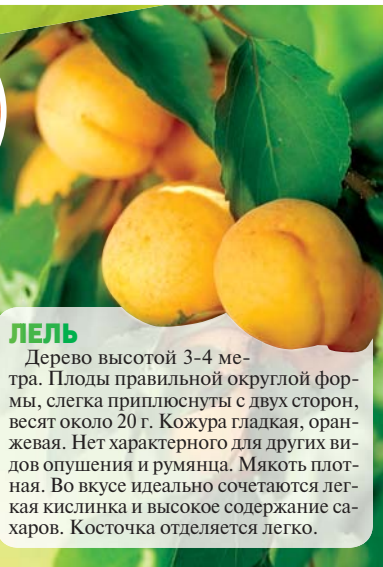 ЛЕЛЬ
Дерево высотой 3-4 ме-
тра. Плоды правильной округлой фор-
мы, слегка приплюснуты с двух сторон,
весят около 20 г. Кожура гладкая, оран-
жевая. Нет характерного для других ви-
дов опушения и румянца. Мякоть плот-
ная. Во вкусе идеально сочетаются лег-
кая кислинка и высокое содержание са-
харов. Косточка отделяется легко.